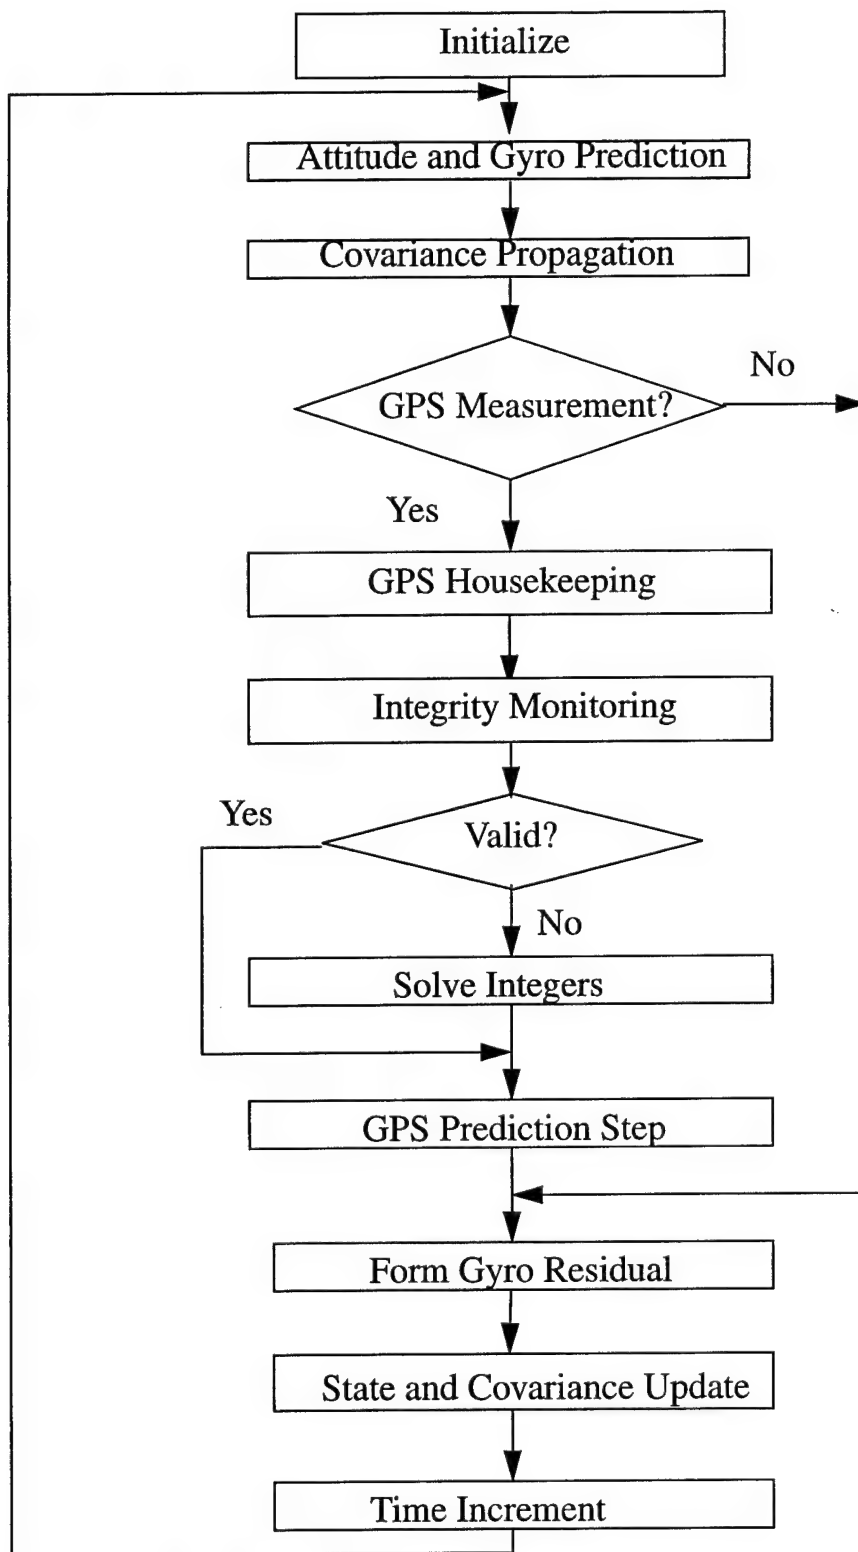 Initialize
Attitude and Gyro Prediction
Covariance Propagation
No
GPS Measurement?
Yes
GPS Housekeeping
Integrity Monitoring
Yes
Valid?
No
Solve Integers
GPS Prediction Step
Form Gyro Residual
State and Covariance Update
Time Increment